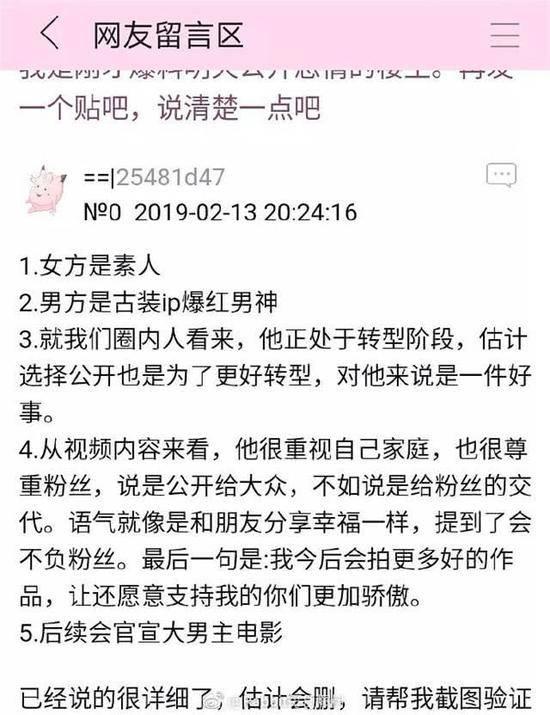 网友留言区
一个贴吧，说清楚一点吧
==|25481d47
№0 2019-02-13 20:24:16
1.女方是素人
2.男方是古装ip爆红男神
3.就我们圈内人看来，他正处于转型阶段，估计
选择公开也是为了更好转型，对他来说是一件好
事。
4.从视频内容来看，他很重视自己家庭，也很尊
重粉丝，说是公开给大众，不如说是给粉丝的交
代。语气就像是和朋友分享幸福一样，提到了会
不负粉丝。最后一句是:我今后会拍更多好的作
品，让还愿意支持我的你们更加骄傲。
5.后续会官宣大男主电影
已经说的很详细了，估计会删，请帮我截图验证